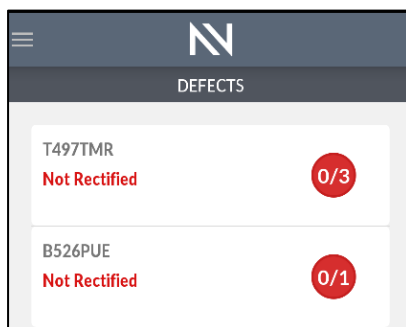 DEFECTS
T497TMR
Not Rectified
0/3
B526PUE
Not Rectified
0/1